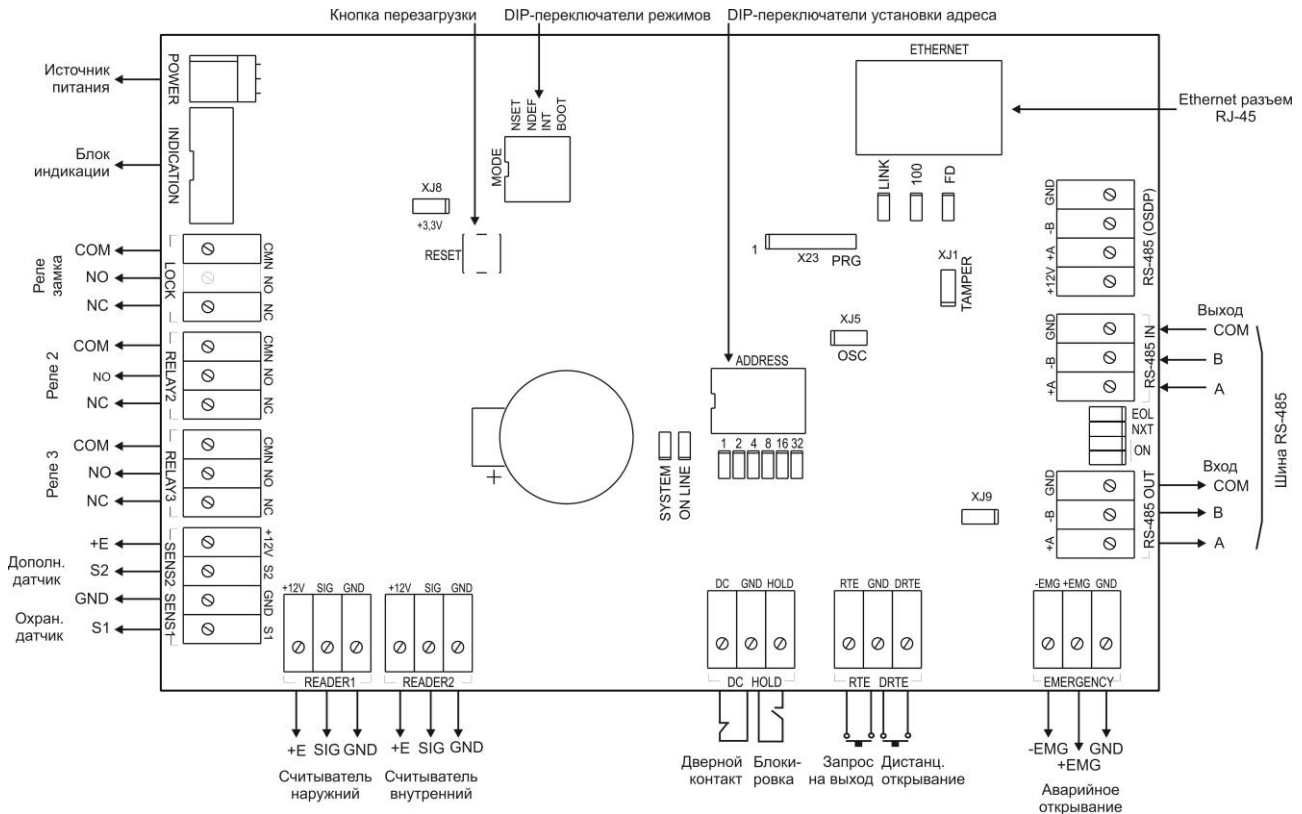 Кнопка перезагрузки
DIP-переключатели режимов
DIP-переключатели установки адреса
Источник
питания
POWER
Блок
индикации
INDICATION
NSET
NDEF
INT
BOOT
MODE
XJ8
+3,3V
RESET
ETHERNET
Ethernet разъем
RJ-45
LINK
100
FD
1
X23
PRG
XJ1
TAMPER
XJ5
OSC
GND
-B
+A
+12V
RS-485 (OSDP)
Реле
замка
COM
NO
NC
LOCK
CMN
NO
NC
Реле 2
COM
NO
NC
RELAY2
CMN
NO
NC
Реле 3
COM
NO
NC
RELAY3
CMN
NO
NC
Дополн.
датчик
+E
S2
GND
Охран.
датчик
S1
SENS2
SENS1
+12V
S2
GND
S1
+
SYSTEM
ON LINE
ADDRESS
1 2 4 8 16 32
XJ9
GND
-B
+A
RS-485 IN
Выход
COM
B
A
EOL
NXT
ON
Шина RS-485
GND
-B
+A
RS-485 OUT
Вход
COM
B
A
+12V SIG GND
READER1
+E SIG GND
Считыватель
наружний
+12V SIG GND
READER2
+E SIG GND
Считыватель
внутренний
DC GND HOLD
DC HOLD
Дверной
контакт
Блоки-
ровка
RTE GND DRTE
RTE DRTE
Запрос
на выход
Дистанц.
открывание
-EMG +EMG GND
EMERGENCY
-EMG
+EMG
GND
Аварийное
открывание